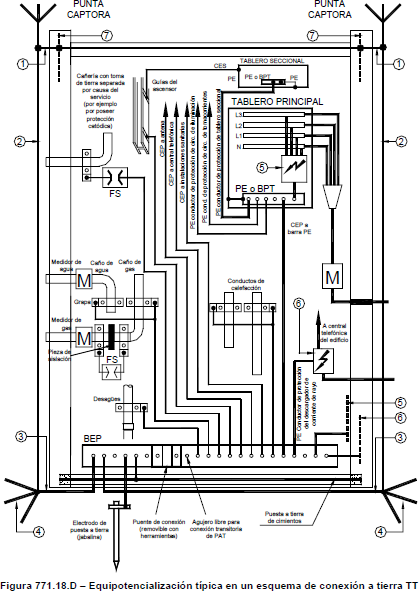 PUNTA
CAPTORA
PUNTA
CAPTORA
7
7
1
1
2
2
CES
TABLERO SECCIONAL
PE
PE o BPT
PE
Cañería con toma
de tierra separada
por causa del
servicio
(por ejemplo
por poseer
protección
catódica)
FS
Guías del
ascensor
CEP a antena
CEP a central telefónica
CEP a instalaciones sanitarias
PE conductor de protección de circ. de iluminación
PE cond. de protección de circ. de tomacorrientes
PE conductor de protección de tablero seccional
TABLERO PRINCIPAL
L3
L2
L1
N
5
PE o BPT
CEP a
barra PE
M
Medidor de
agua
Caño de
agua
Caño de
gas
M
Grapa
Medidor
de gas
M
Pieza de
aislación
FS
Conductos de
calefacción
6
A central
telefónica
del edificio
Desagües
PE Conductor de protección
del descargador de
corriente de rayo
5
6
3
3
BEP
4
4
Electrodo de
puesta a tierra
(jabalina)
Puente de conexión
(removible con
herramientas)
Agujero libre para
conexión transitoria
de PAT
Puesta a tierra
de cimientos
Figura 771.18.D – Equipotencialización típica en un esquema de conexión a tierra TT